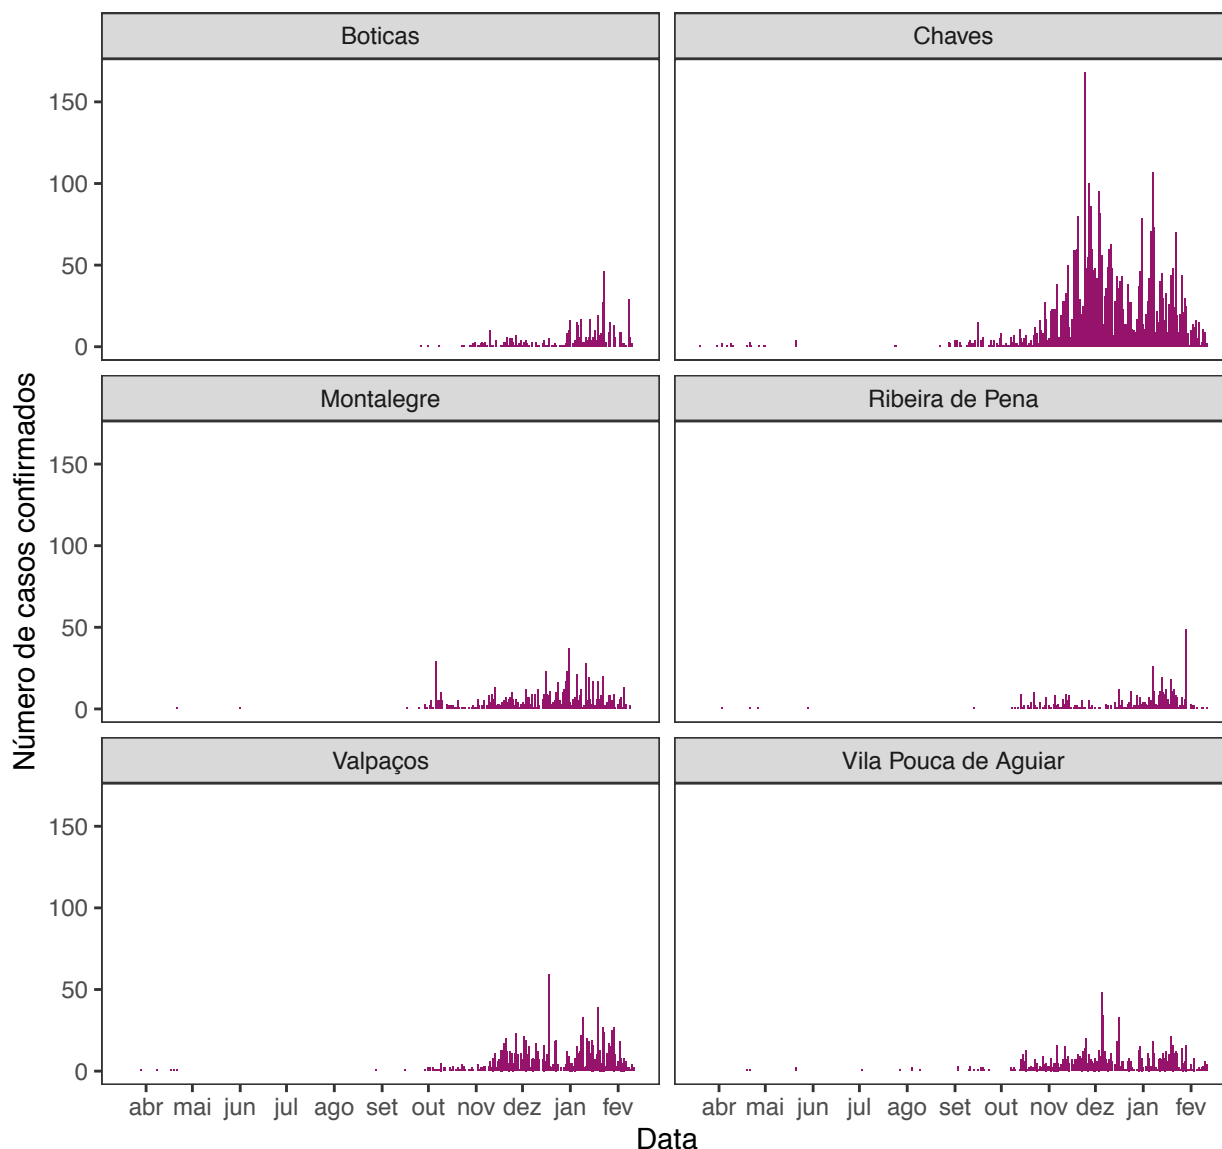 Boticas
Chaves
150
100
50
0
Montalegre
Ribeira de Pena
150
100
50
0
Valpaços
Vila Pouca de Aguiar
150
100
50
0
abr mai jun jul ago set out nov dez jan fev
abr mai jun jul ago set out nov dez jan fev
Data
Número de casos confirmados